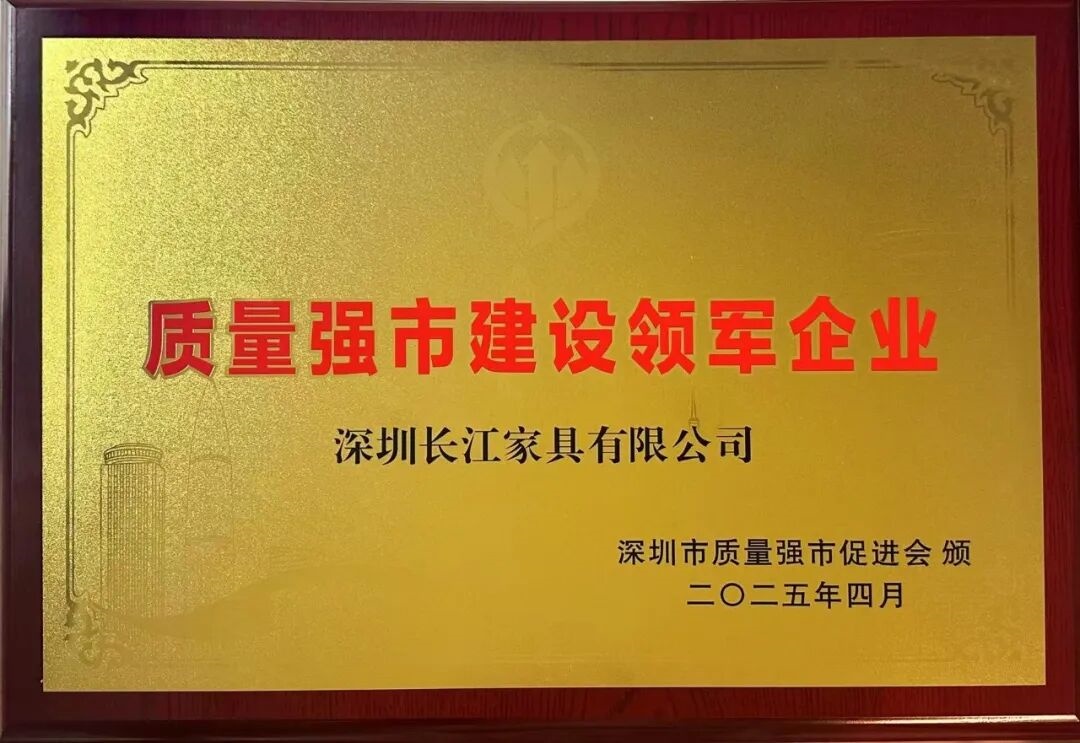 质量强市建设领军企业
深圳长江家具有限公司
深圳市质量强市促进会 颁
二〇二五年四月